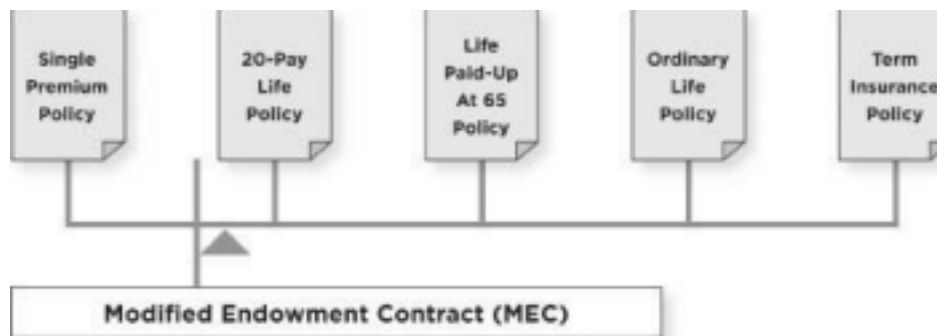 Single
Premium
Policy
20-Pay
Life
Policy
Life
Paid-Up
At 65
Policy
Ordinary
Life
Policy
Term
Insurance
Policy
Modified Endowment Contract (MEC)